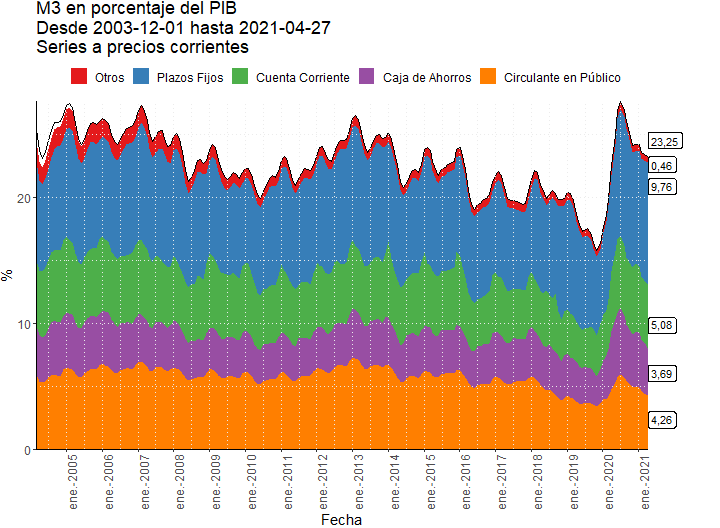 M3 en porcentaje del PIB
Desde 2003-12-01 hasta 2021-04-27
Series a precios corrientes
Otros Plazos Fijos Cuenta Corriente Caja de Ahorros Circulante en Público
%
20
10
0
23,25
0,46
9,76
5,08
3,69
4,26
ene.-2005
ene.-2006
ene.-2007
ene.-2008
ene.-2009
ene.-2010
ene.-2011
ene.-2012
ene.-2013
ene.-2014
ene.-2015
ene.-2016
ene.-2017
ene.-2018
ene.-2019
ene.-2020
ene.-2021
Fecha